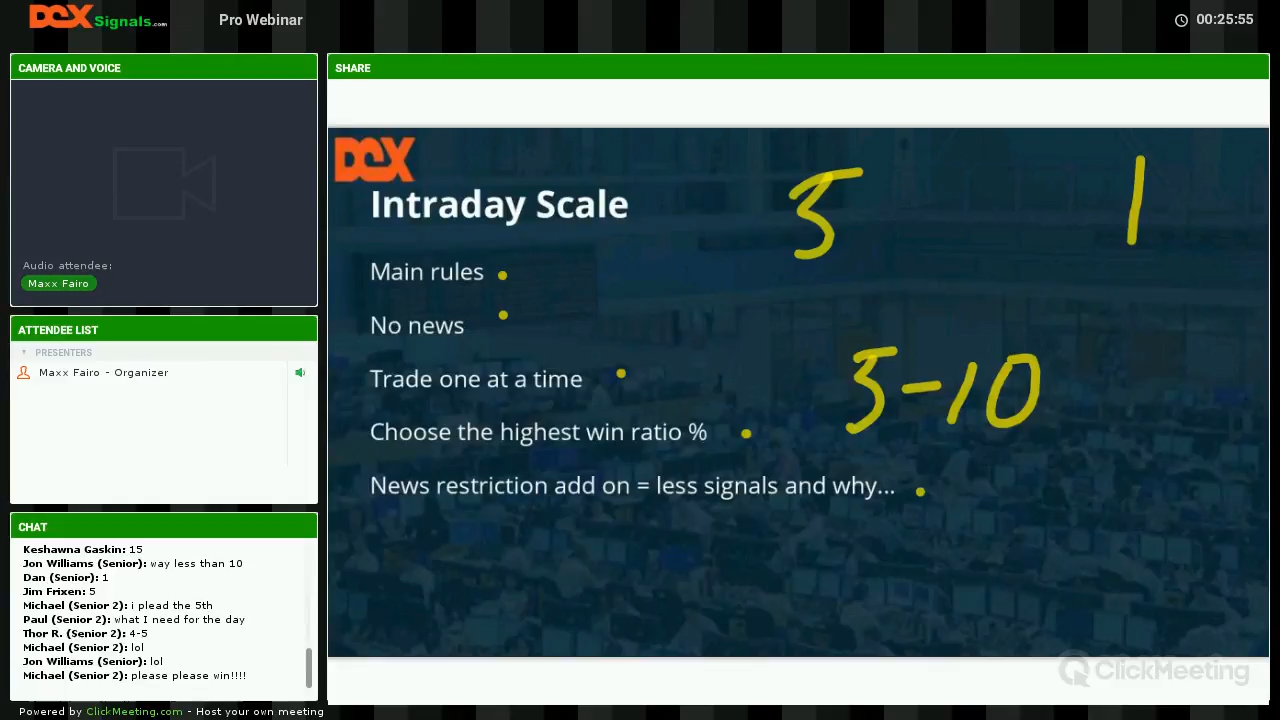 DCX Signals.com Pro Webinar 00:25:55
CAMERA AND VOICE
Audio attendee:
Maxx Fairo
ATTENDEE LIST
PRESENTERS
Maxx Fairo - Organizer
CHAT
Keshawna Gaskin: 15
Jon Williams (Senior): way less than 10
Dan (Senior): 1
Jim Frixen: 5
Michael (Senior 2): i plead the 5th
Paul (Senior 2): what I need for the day
Thor R. (Senior 2): 4-5
Michael (Senior 2): lol
Jon Williams (Senior): lol
Michael (Senior 2): please please win!!!!
Powered by ClickMeeting.com - Host your own meeting
SHARE
DCX
Intraday Scale
5 1
Main rules
No news
Trade one at a time
5-10
Choose the highest win ratio %
News restriction add on = less signals and why...
ClickMeeting